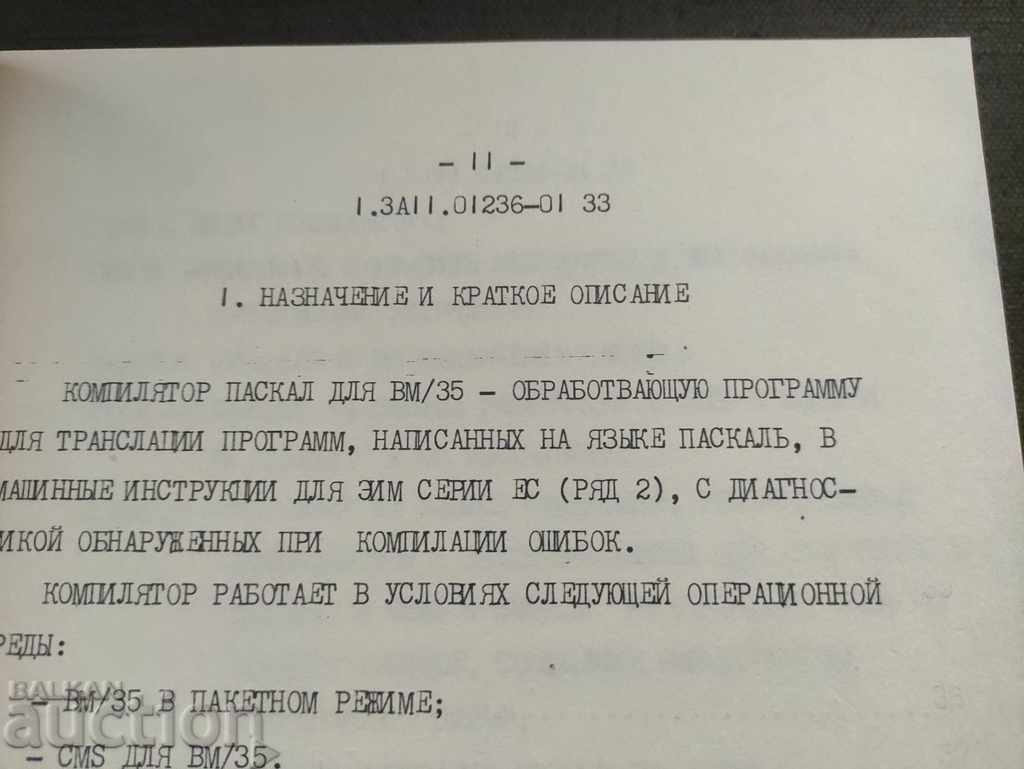 - 11 -
1.3А11.01236-01 33
1. НАЗНАЧЕНИЕ И КРАТКОЕ ОПИСАНИЕ
КОМПИЛЯТОР ПАСКАЛ ДЛЯ ВМ/35 - ОБРАБОТВАЮЩУЮ ПРОГРАММУ
ДЛЯ ТРАНСЛАЦИИ ПРОГРАММ, НАПИСАННЫХ НА ЯЗЫКЕ ПАСКАЛЬ, В
МАШИННЫЕ ИНСТРУКЦИИ ДЛЯ ЭИМ СЕРИИ ЕС (РЯД 2), С ДИАГНОС-
ИКОЙ ОБНАРУЖЕННЫХ ПРИ КОМПИЛАЦИИ ОШИБОК.
КОМПИЛЯТОР РАБОТАЕТ В УСЛОВИЯХ СЛЕДУЮЩЕЙ ОПЕРАЦИОННОЙ
РЕДЫ:
- ВМ/35 В ПАКЕТНОМ РЕЖИМЕ;
- CMS ДЛЯ ВМ/35.
BALKAN
auction